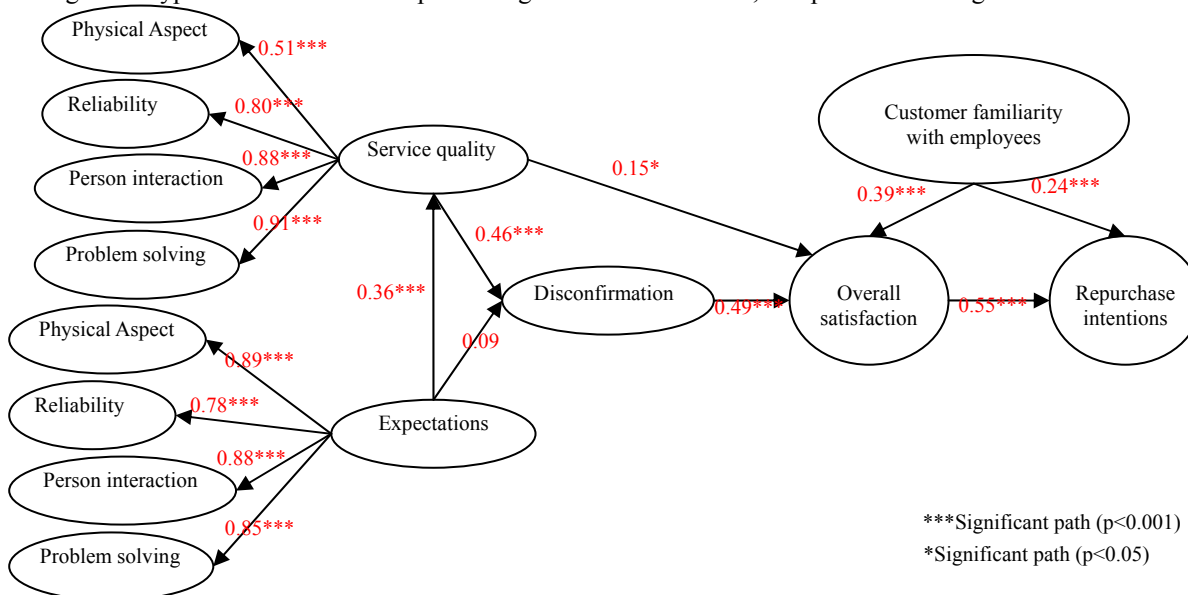 Physical Aspect
0.51***
Reliability
0.80***
Customer familiarity
with employees
Service quality
0.88***
Person interaction
0.15*
0.39***
0.24***
0.91***
Problem solving
0.46***
0.36***
Disconfirmation
0.49***
Overall
satisfaction
0.55***
Repurchase
intentions
Physical Aspect
0.09
0.89***
Reliability
0.78***
Expectations
0.88***
Person interaction
0.85***
Problem solving
***Significant path (p<0.001)
*Significant path (p<0.05)